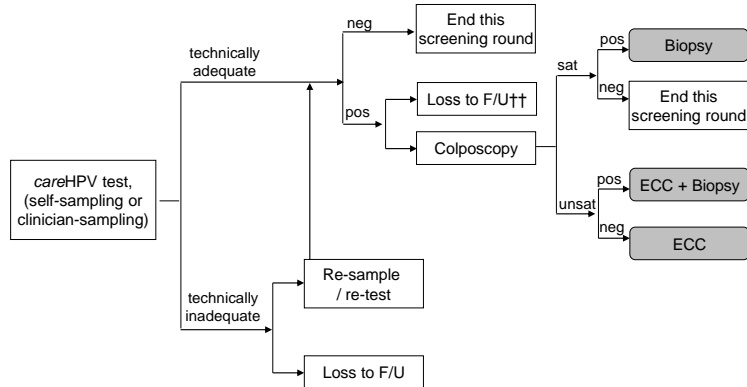 careHPV test,
(self-sampling or
clinician-sampling)
technically
adequate
neg
End this
screening round
pos
Loss to F/U††
Colposcopy
sat
pos
Biopsy
neg
End this
screening round
unsat
pos
ECC + Biopsy
neg
ECC
technically
inadequate
Re-sample
/ re-test
Loss to F/U